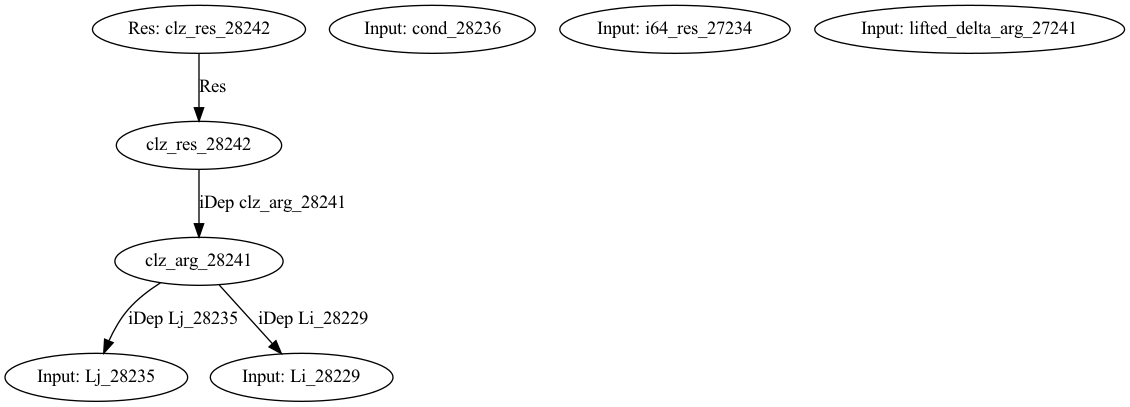 Res: clz_res_28242
Input: cond_28236
Input: i64_res_27234
Input: lifted_delta_arg_27241
Res
clz_res_28242
iDep clz_arg_28241
clz_arg_28241
iDep Lj_28235
iDep Li_28229
Input: Lj_28235
Input: Li_28229